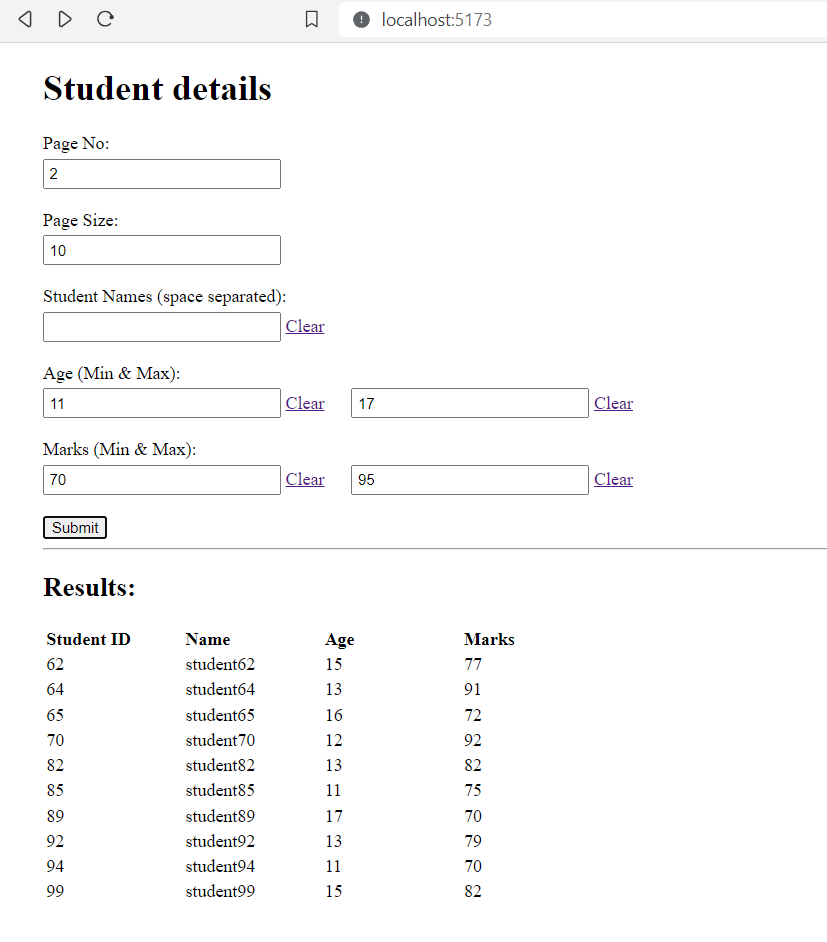 localhost:5173
Student details
Page No:
2
Page Size:
10
Student Names (space separated):
Clear
Age (Min & Max):
11 Clear 17 Clear
Marks (Min & Max):
70 Clear 95 Clear
Submit
Results:
Student ID Name Age Marks
62 student62 15 77
64 student64 13 91
65 student65 16 72
70 student70 12 92
82 student82 13 82
85 student85 11 75
89 student89 17 70
92 student92 13 79
94 student94 11 70
99 student99 15 82